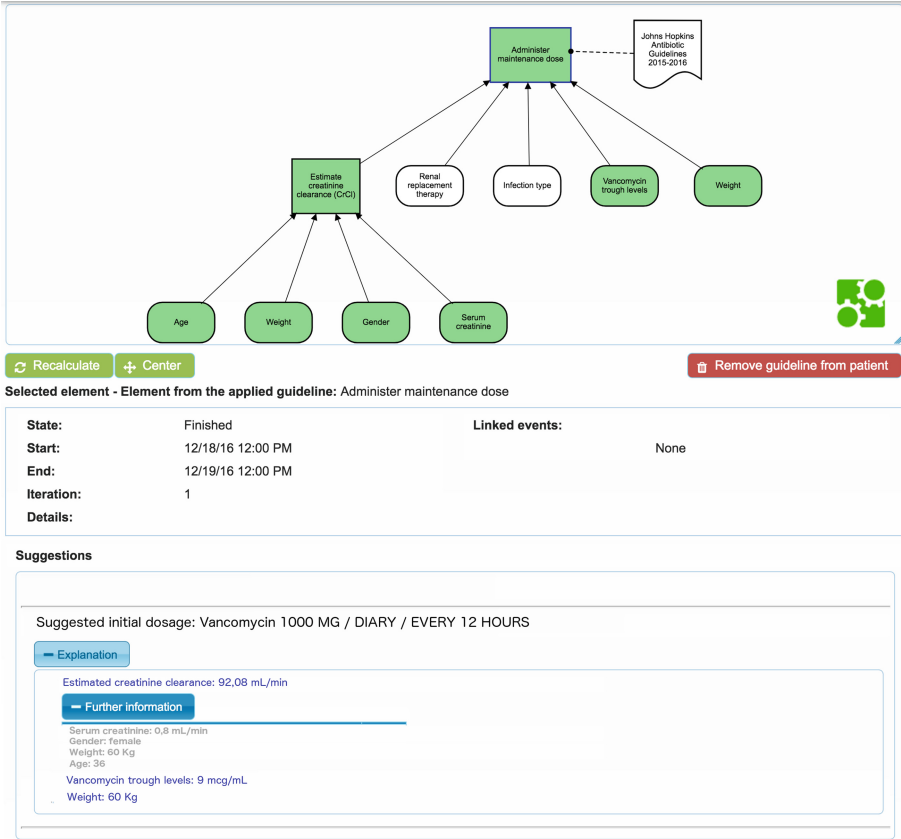 Johns Hopkins
Antibiotic
Guidelines
2015-2016
Administer
maintenance dose
Estimate
creatinine
clearance (CrCl)
Renal
replacement
therapy
Infection type
Vancomycin
trough levels
Weight
Age
Weight
Gender
Serum
creatinine
Recalculate
Center
Remove guideline from patient
Selected element - Element from the applied guideline: Administer maintenance dose
State: Finished
Linked events:
Start: 12/18/16 12:00 PM
None
End: 12/19/16 12:00 PM
Iteration: 1
Details:
Suggestions
Suggested initial dosage: Vancomycin 1000 MG / DIARY / EVERY 12 HOURS
Explanation
Estimated creatinine clearance: 92,08 mL/min
Further information
Serum creatinine: 0,8 mL/min
Gender: female
Weight: 60 Kg
Age: 36
Vancomycin trough levels: 9 mcg/mL
Weight: 60 Kg